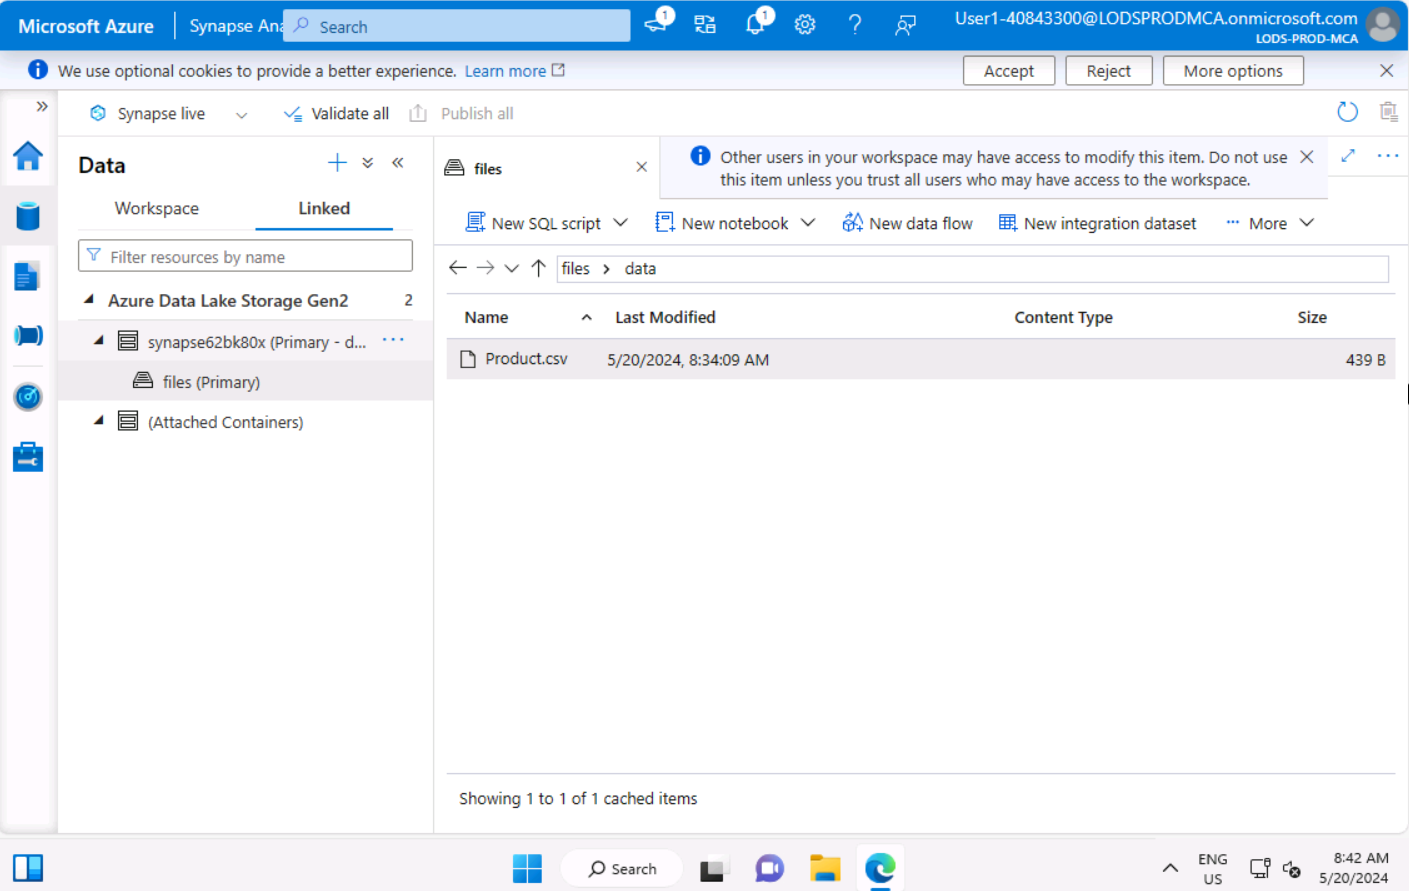 Microsoft Azure
Synapse Ana
Search
1
1
User1-40843300@LODSPRODMCA.onmicrosoft.com
LODS-PROD-MCA
We use optional cookies to provide a better experience. Learn more
Accept
Reject
More options
Synapse live
Validate all
Publish all
Data
Workspace
Linked
Filter resources by name
Azure Data Lake Storage Gen2 2
synapse62bk80x (Primary - d...
files (Primary)
(Attached Containers)
files
Other users in your workspace may have access to modify this item. Do not use
this item unless you trust all users who may have access to the workspace.
New SQL script
New notebook
New data flow
New integration dataset
More
files > data
Name Last Modified Content Type Size
Product.csv 5/20/2024, 8:34:09 AM 439 B
Showing 1 to 1 of 1 cached items
Search
ENG
US
8:42 AM
5/20/2024